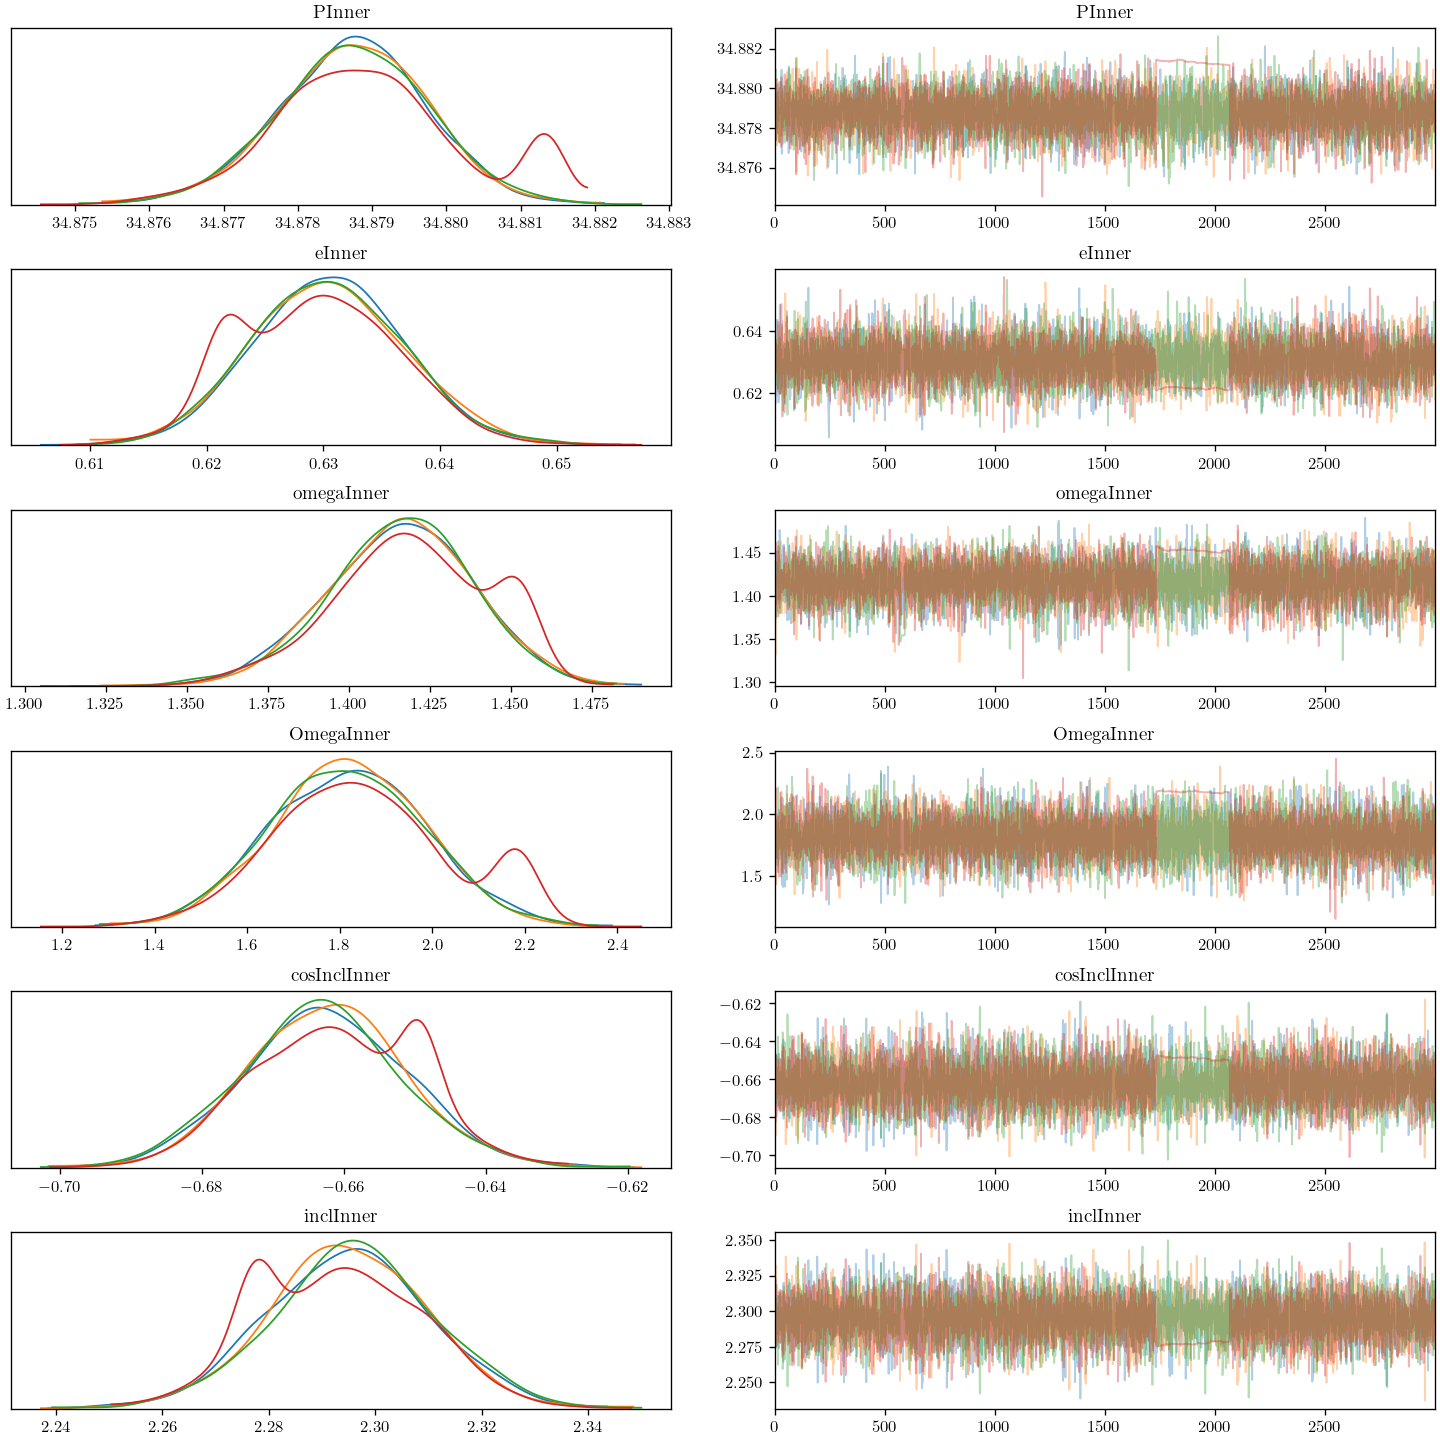 PInner PInner
34.882
34.880
34.878
34.876
34.875 34.876 34.877 34.878 34.879 34.880 34.881 34.882 34.883 0 500 1000 1500 2000 2500
eInner eInner
0.64
0.62
0.61 0.62 0.63 0.64 0.65 0 500 1000 1500 2000 2500
omegaInner omegaInner
1.45
1.40
1.35
1.30
1.300 1.325 1.350 1.375 1.400 1.425 1.450 1.475 0 500 1000 1500 2000 2500
OmegaInner OmegaInner
2.5
2.0
1.5
1.2 1.4 1.6 1.8 2.0 2.2 2.4 0 500 1000 1500 2000 2500
cosInclInner cosInclInner
−0.62
−0.64
−0.66
−0.68
−0.70
−0.70 −0.68 −0.66 −0.64 −0.62 0 500 1000 1500 2000 2500
inclInner inclInner
2.350
2.325
2.300
2.275
2.250
2.24 2.26 2.28 2.30 2.32 2.34 0 500 1000 1500 2000 2500